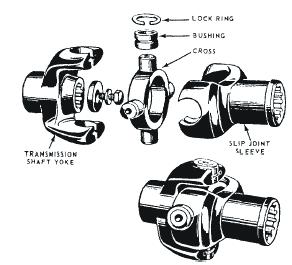 LOCK RING
BUSHING
CROSS
TRANSMISSION
SHAFT YOKE
SLIP JOINT
SLEEVE